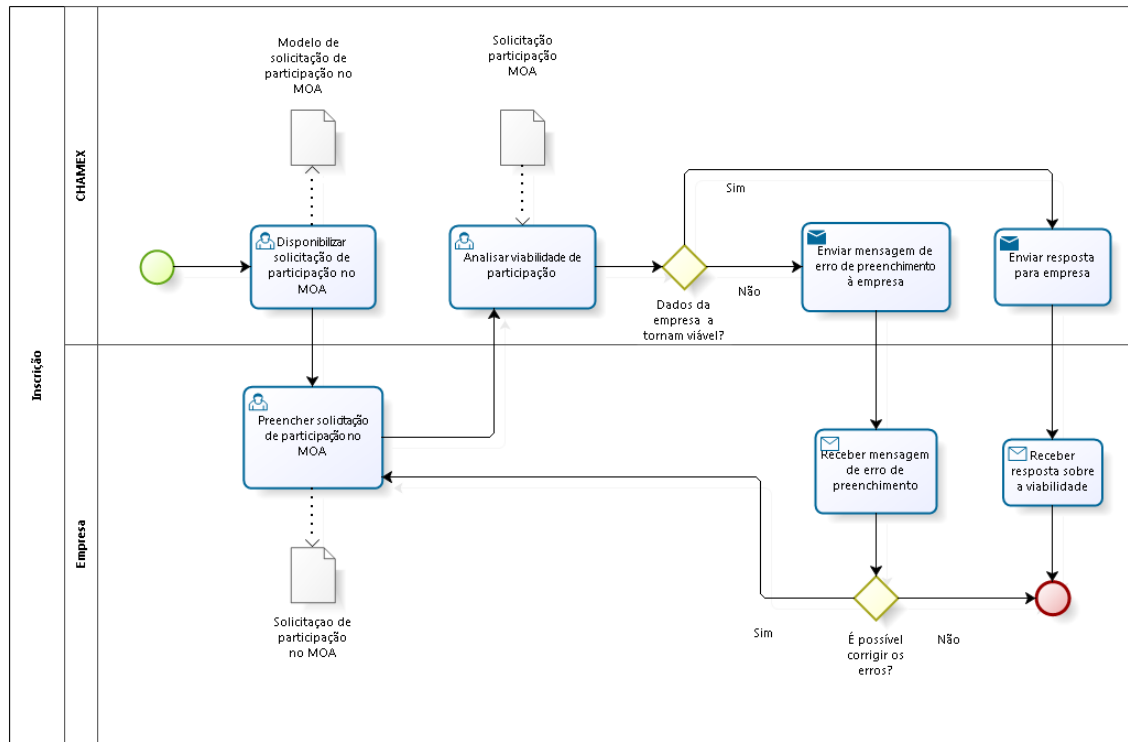 Inscrição
CHAMEX
Modelo de
solicitação de
participação no
MOA
Solicitação
participação
MOA
Disponibilizar
solicitação de
participação no
MOA
Analisar viabilidade de
participação
Dados da
empresa a
tornam viável?
Sim
Não
Enviar mensagem de
erro de preenchimento
à empresa
Enviar resposta
para empresa
Empresa
Preencher solicitação
de participação no
MOA
Solicitaçao de
participação
no MOA
Receber mensagem
de erro de
preenchimento
Receber
resposta sobre
a viabilidade
Sim
É possível
corrigir os
erros?
Não